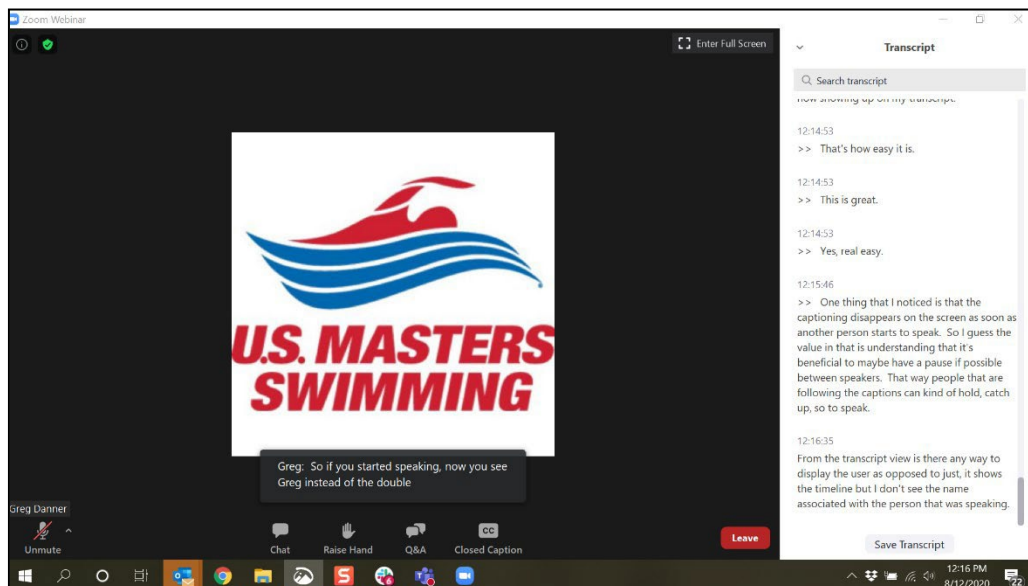 Zoom Webinar
Enter Full Screen
Transcript
Search transcript
now showing up on my transcript.
12:14:53
>> That's how easy it is.
12:14:53
>> This is great.
12:14:53
>> Yes, real easy.
12:15:46
>> One thing that I noticed is that the
captioning disappears on the screen as soon as
another person starts to speak. So I guess the
value in that is understanding that it's
beneficial to maybe have a pause if possible
between speakers. That way people that are
following the captions can kind of hold, catch
up, so to speak.
12:16:35
From the transcript view is there any way to
display the user as opposed to just, it shows
the timeline but I don't see the name
associated with the person that was speaking.
Save Transcript
U.S. MASTERS
SWIMMING
Greg: So if you started speaking, now you see
Greg instead of the double
Greg Danner
Unmute
Chat
Raise Hand
Q&A
CC
Closed Caption
Leave
S
12:16 PM
8/12/2020